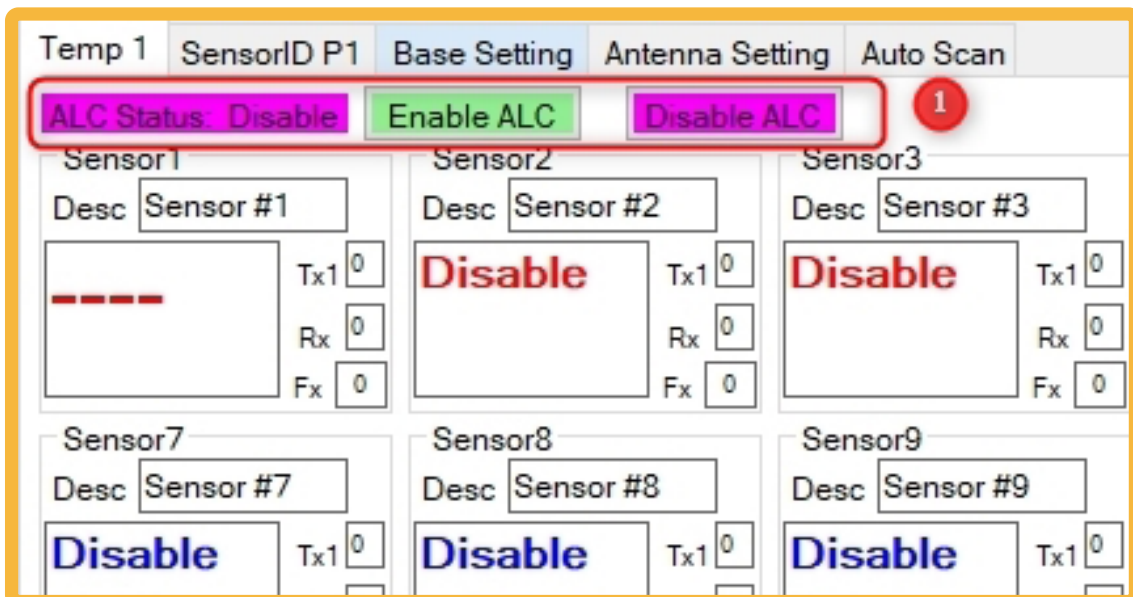 Temp 1 SensorID P1 Base Setting Antenna Setting Auto Scan
ALC Status: Disable Enable ALC Disable ALC 1
Sensor1 Sensor2 Sensor3
Desc Sensor #1 Desc Sensor #2 Desc Sensor #3
---- Tx1 0 Disable Tx1 0 Disable Tx1 0
Rx 0 Rx 0 Rx 0
Fx 0 Fx 0 Fx 0
Sensor7 Sensor8 Sensor9
Desc Sensor #7 Desc Sensor #8 Desc Sensor #9
Disable Tx1 0 Disable Tx1 0 Disable Tx1 0